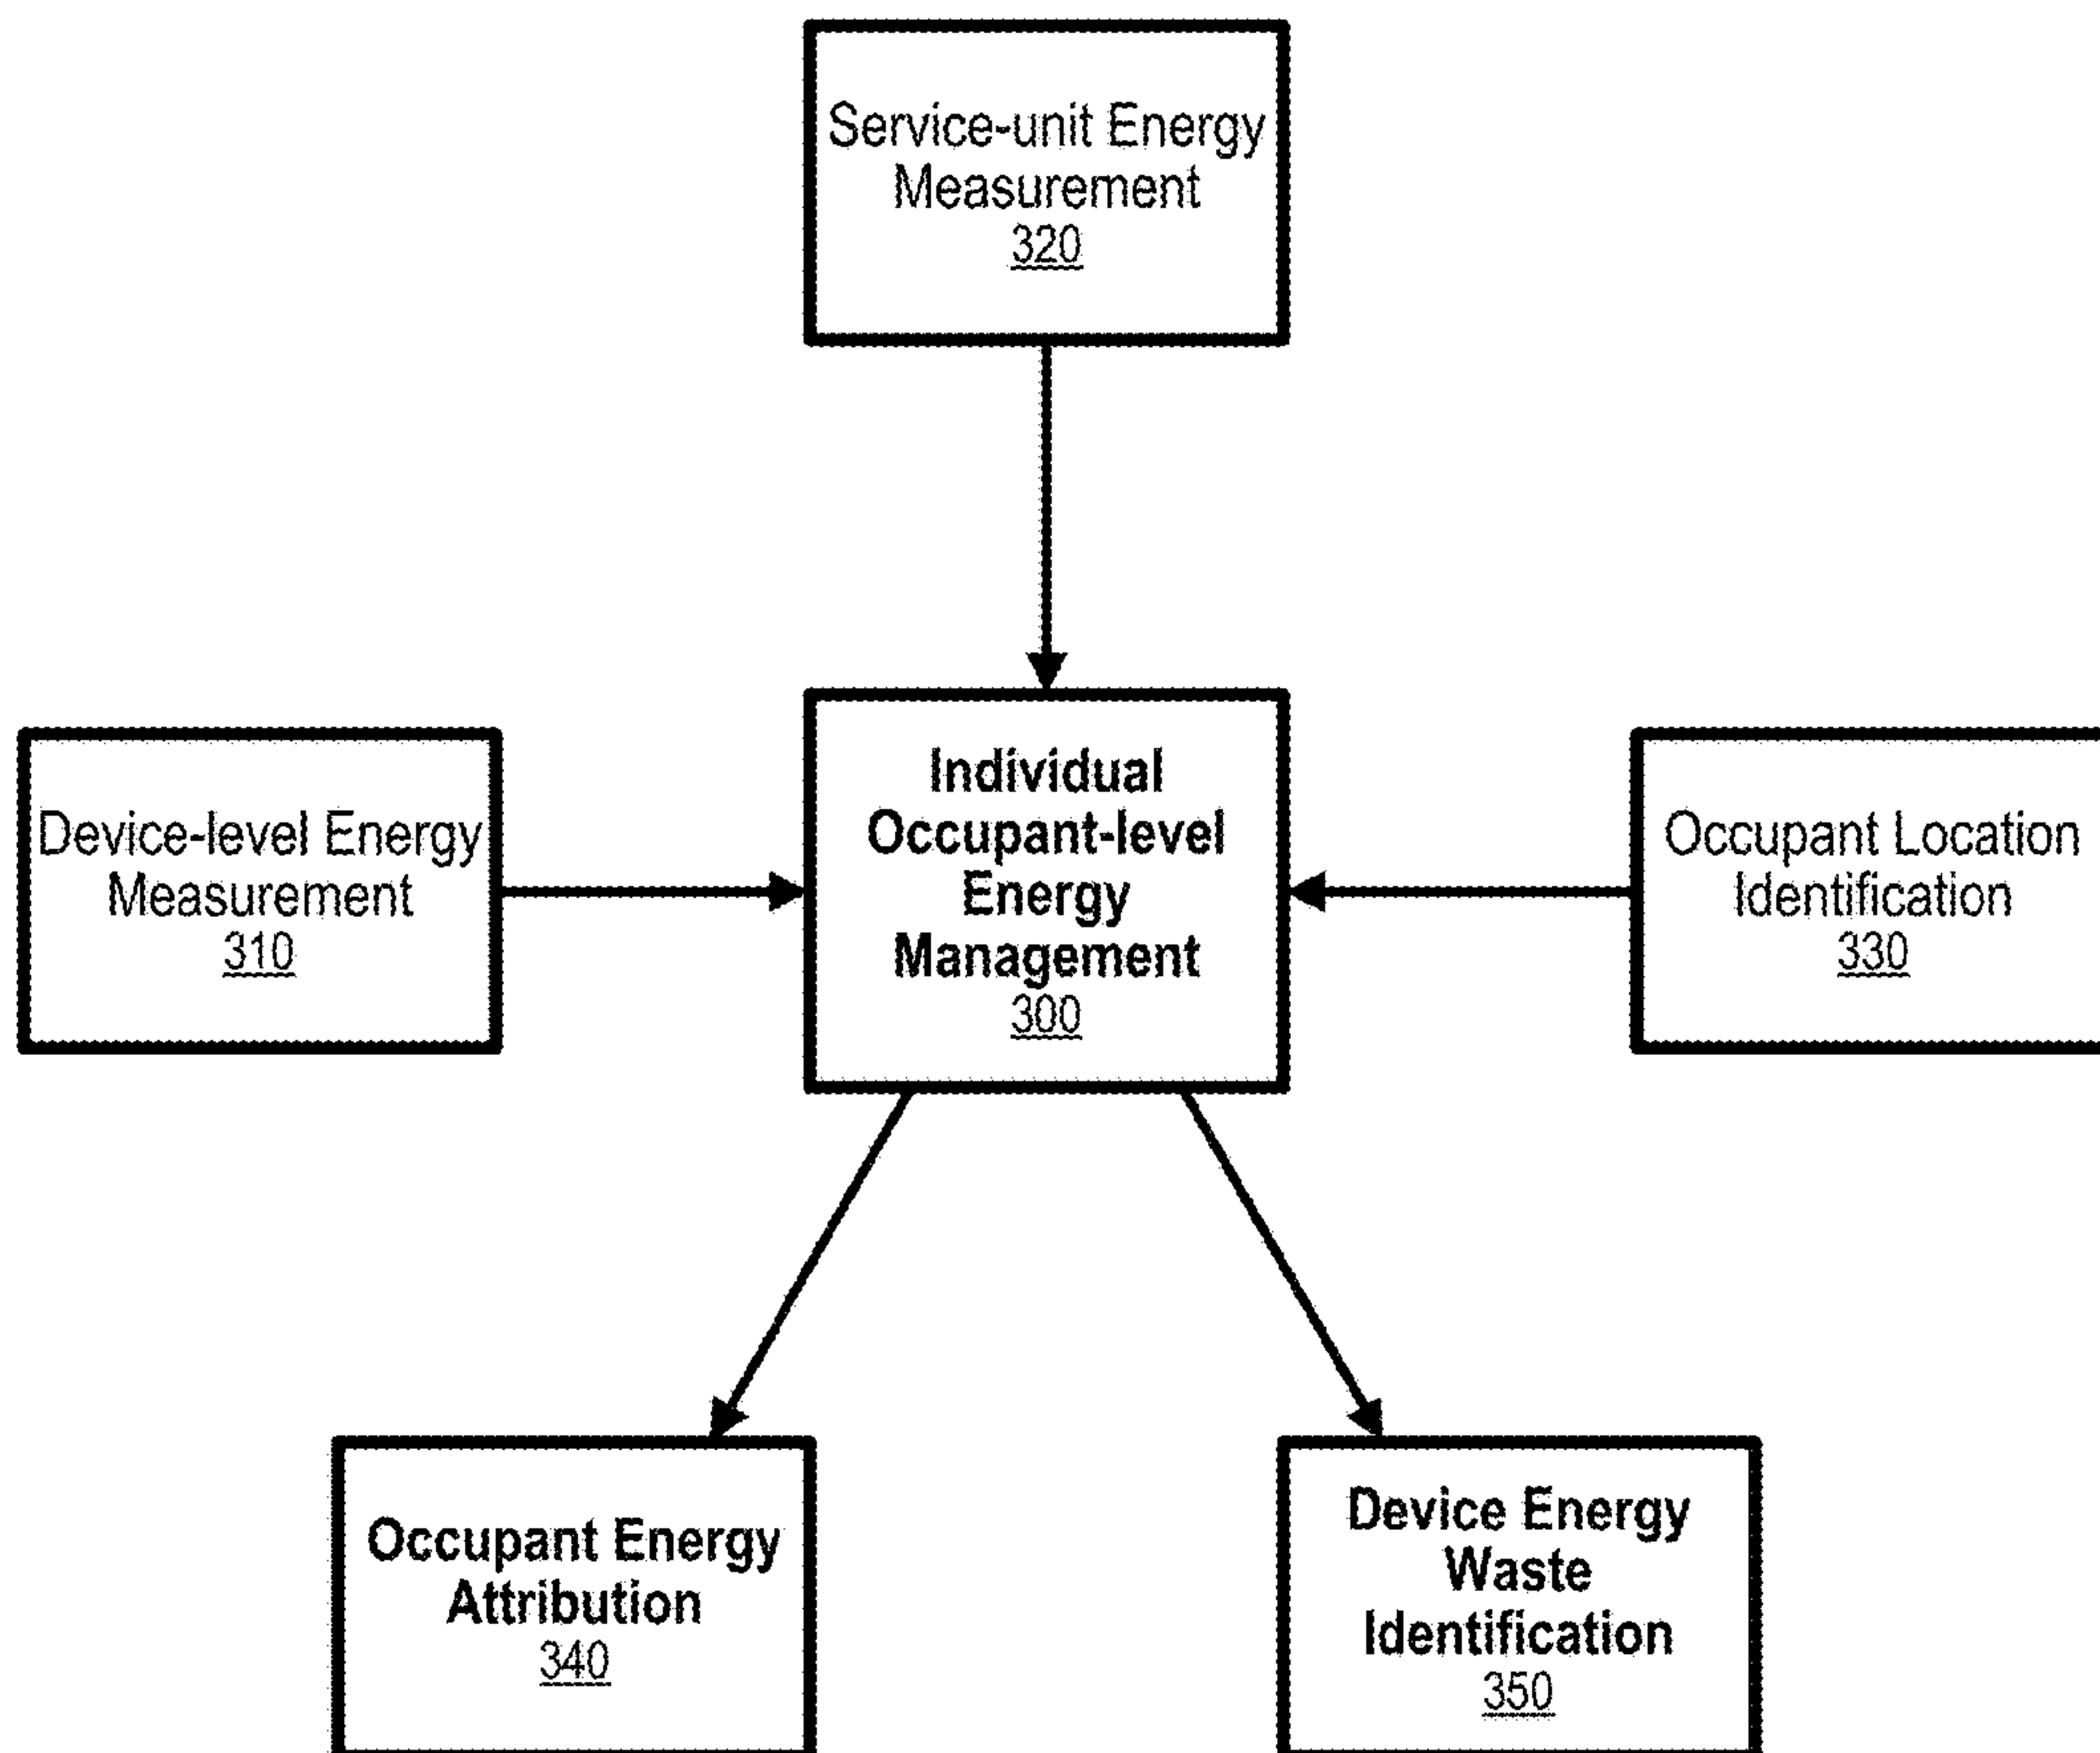 Service-unit Energy
Measurement
320
Device-level Energy
Measurement
310
Individual
Occupant-level
Energy
Management
300
Occupant Location
Identification
330
Occupant Energy
Attribution
340
Device Energy
Waste
Identification
350